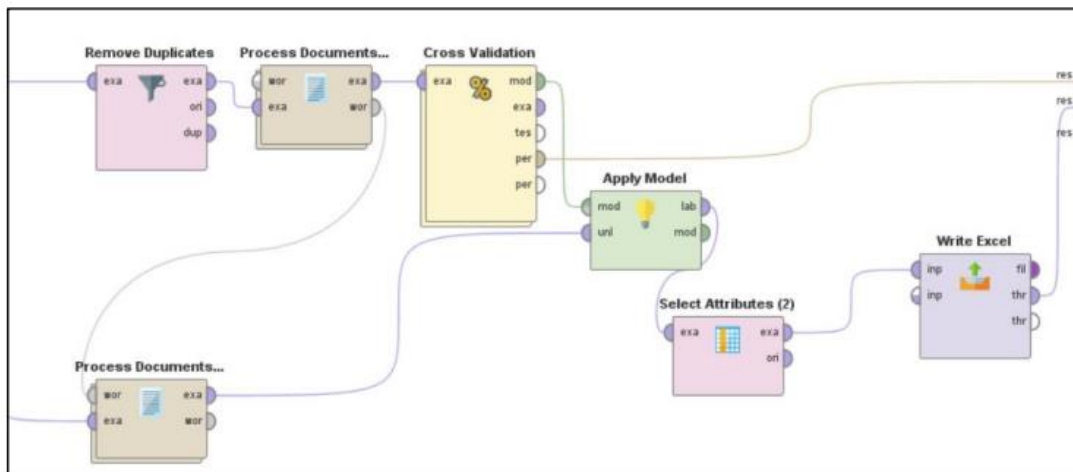 Remove Duplicates
exa exa
ori
dup
Process Documents...
wor exa
exa wor
Cross Validation
exa mod
exa
tes
per
per
res
res
res
Apply Model
mod lab
unl mod
Write Excel
inp fil
inp thr
thr
Select Attributes (2)
exa exa
ori
Process Documents...
wor exa
exa wor